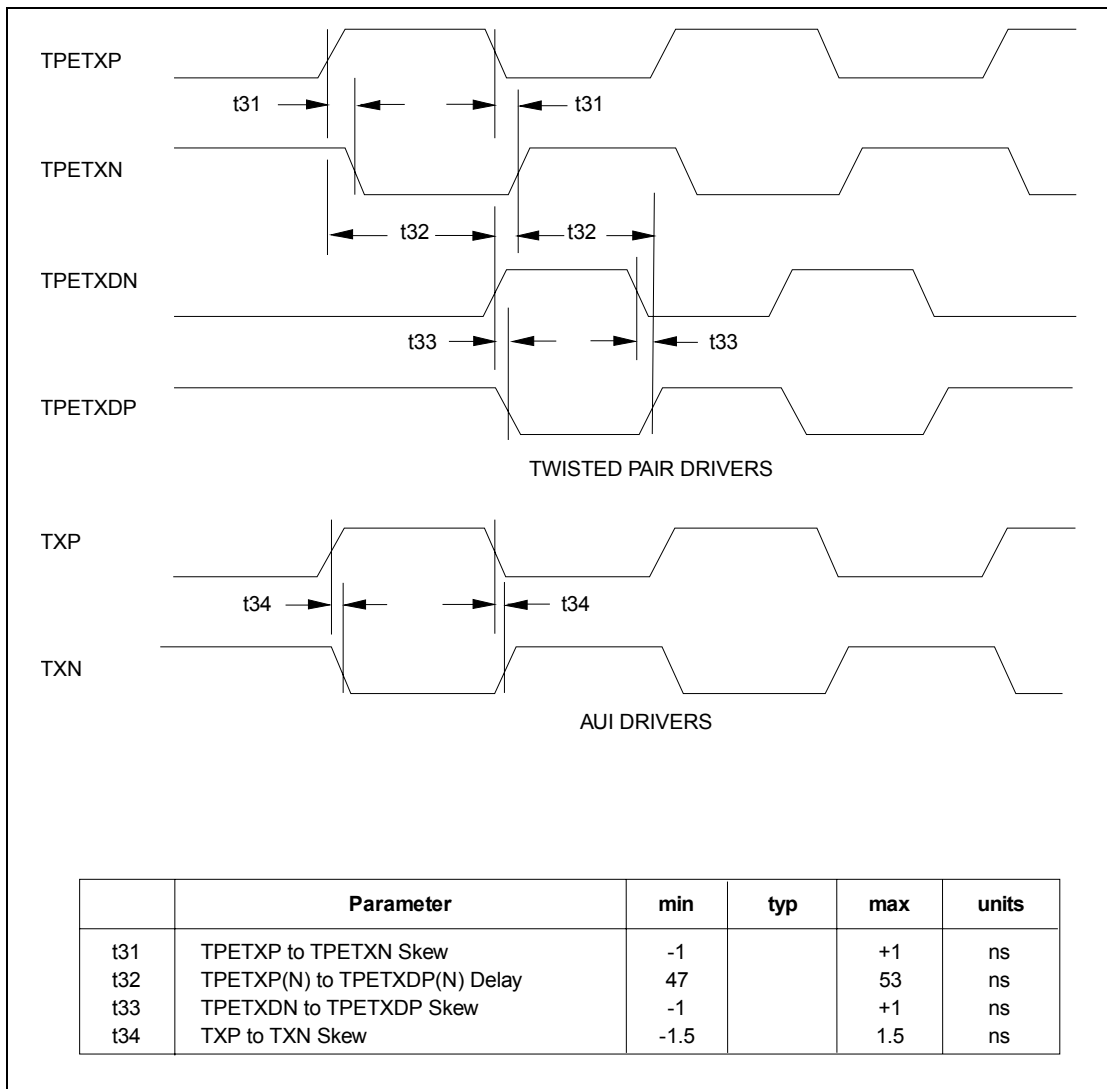 TPETXP
t31 t31
TPETXN
t32 t32
TPETXDN
t33 t33
TPETXDP
TWISTED PAIR DRIVERS
TXP
t34 t34
TXN
AUI DRIVERS
Parameter min typ max units
t31 TPETXP to TPETXN Skew -1 +1 ns
t32 TPETXP(N) to TPETXDP(N) Delay 47 53 ns
t33 TPETXDN to TPETXDP Skew -1 +1 ns
t34 TXP to TXN Skew -1.5 1.5 ns